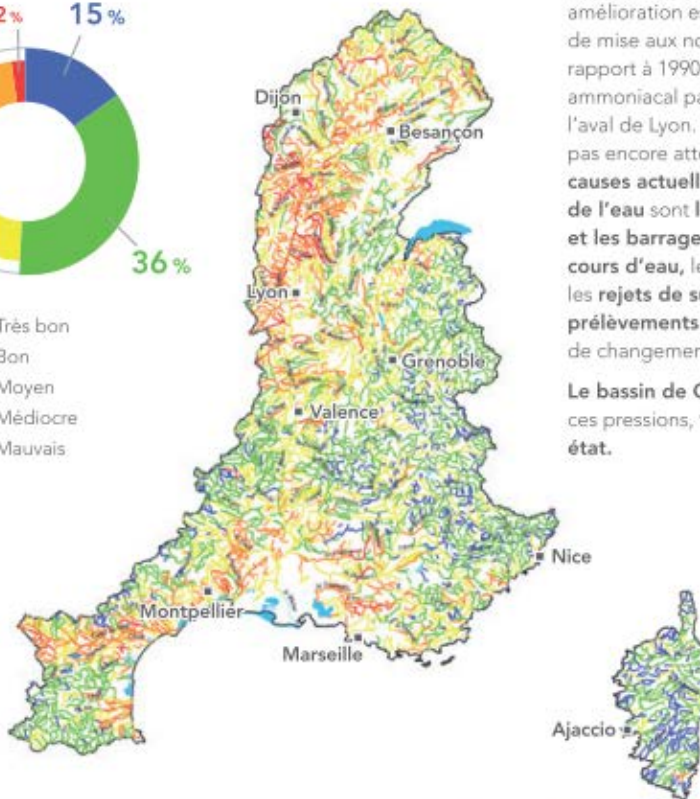 2 %
15 %
36 %
Très bon
Bon
Moyen
Médiocre
Mauvais
Dijon
Besançon
Lyon
Grenoble
Valence
Nice
Montpellier
Marseille
Ajaccio
amélioration e
de mise aux no
rapport à 1990
ammoniacal pa
l'aval de Lyon.
pas encore atte
causes actuell
de l'eau sont l
et les barrage
cours d'eau, le
les rejets de s
prélèvements
de changemen
Le bassin de C
ces pressions,
état.